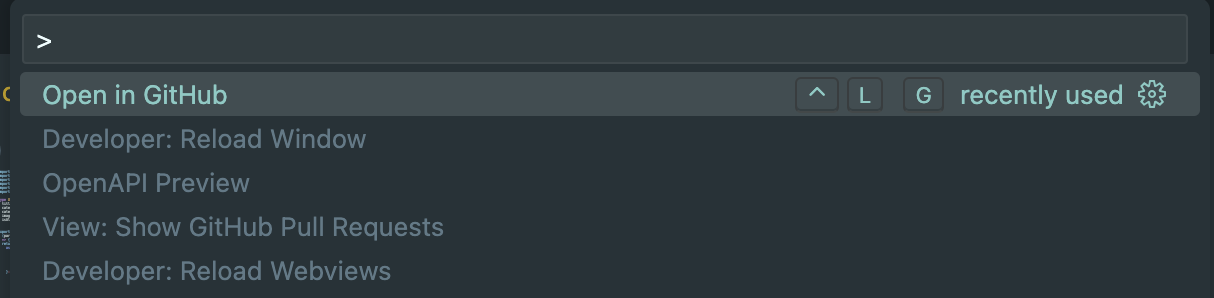 >
Open in GitHub ^ L G recently used
Developer: Reload Window
OpenAPI Preview
View: Show GitHub Pull Requests
Developer: Reload Webviews